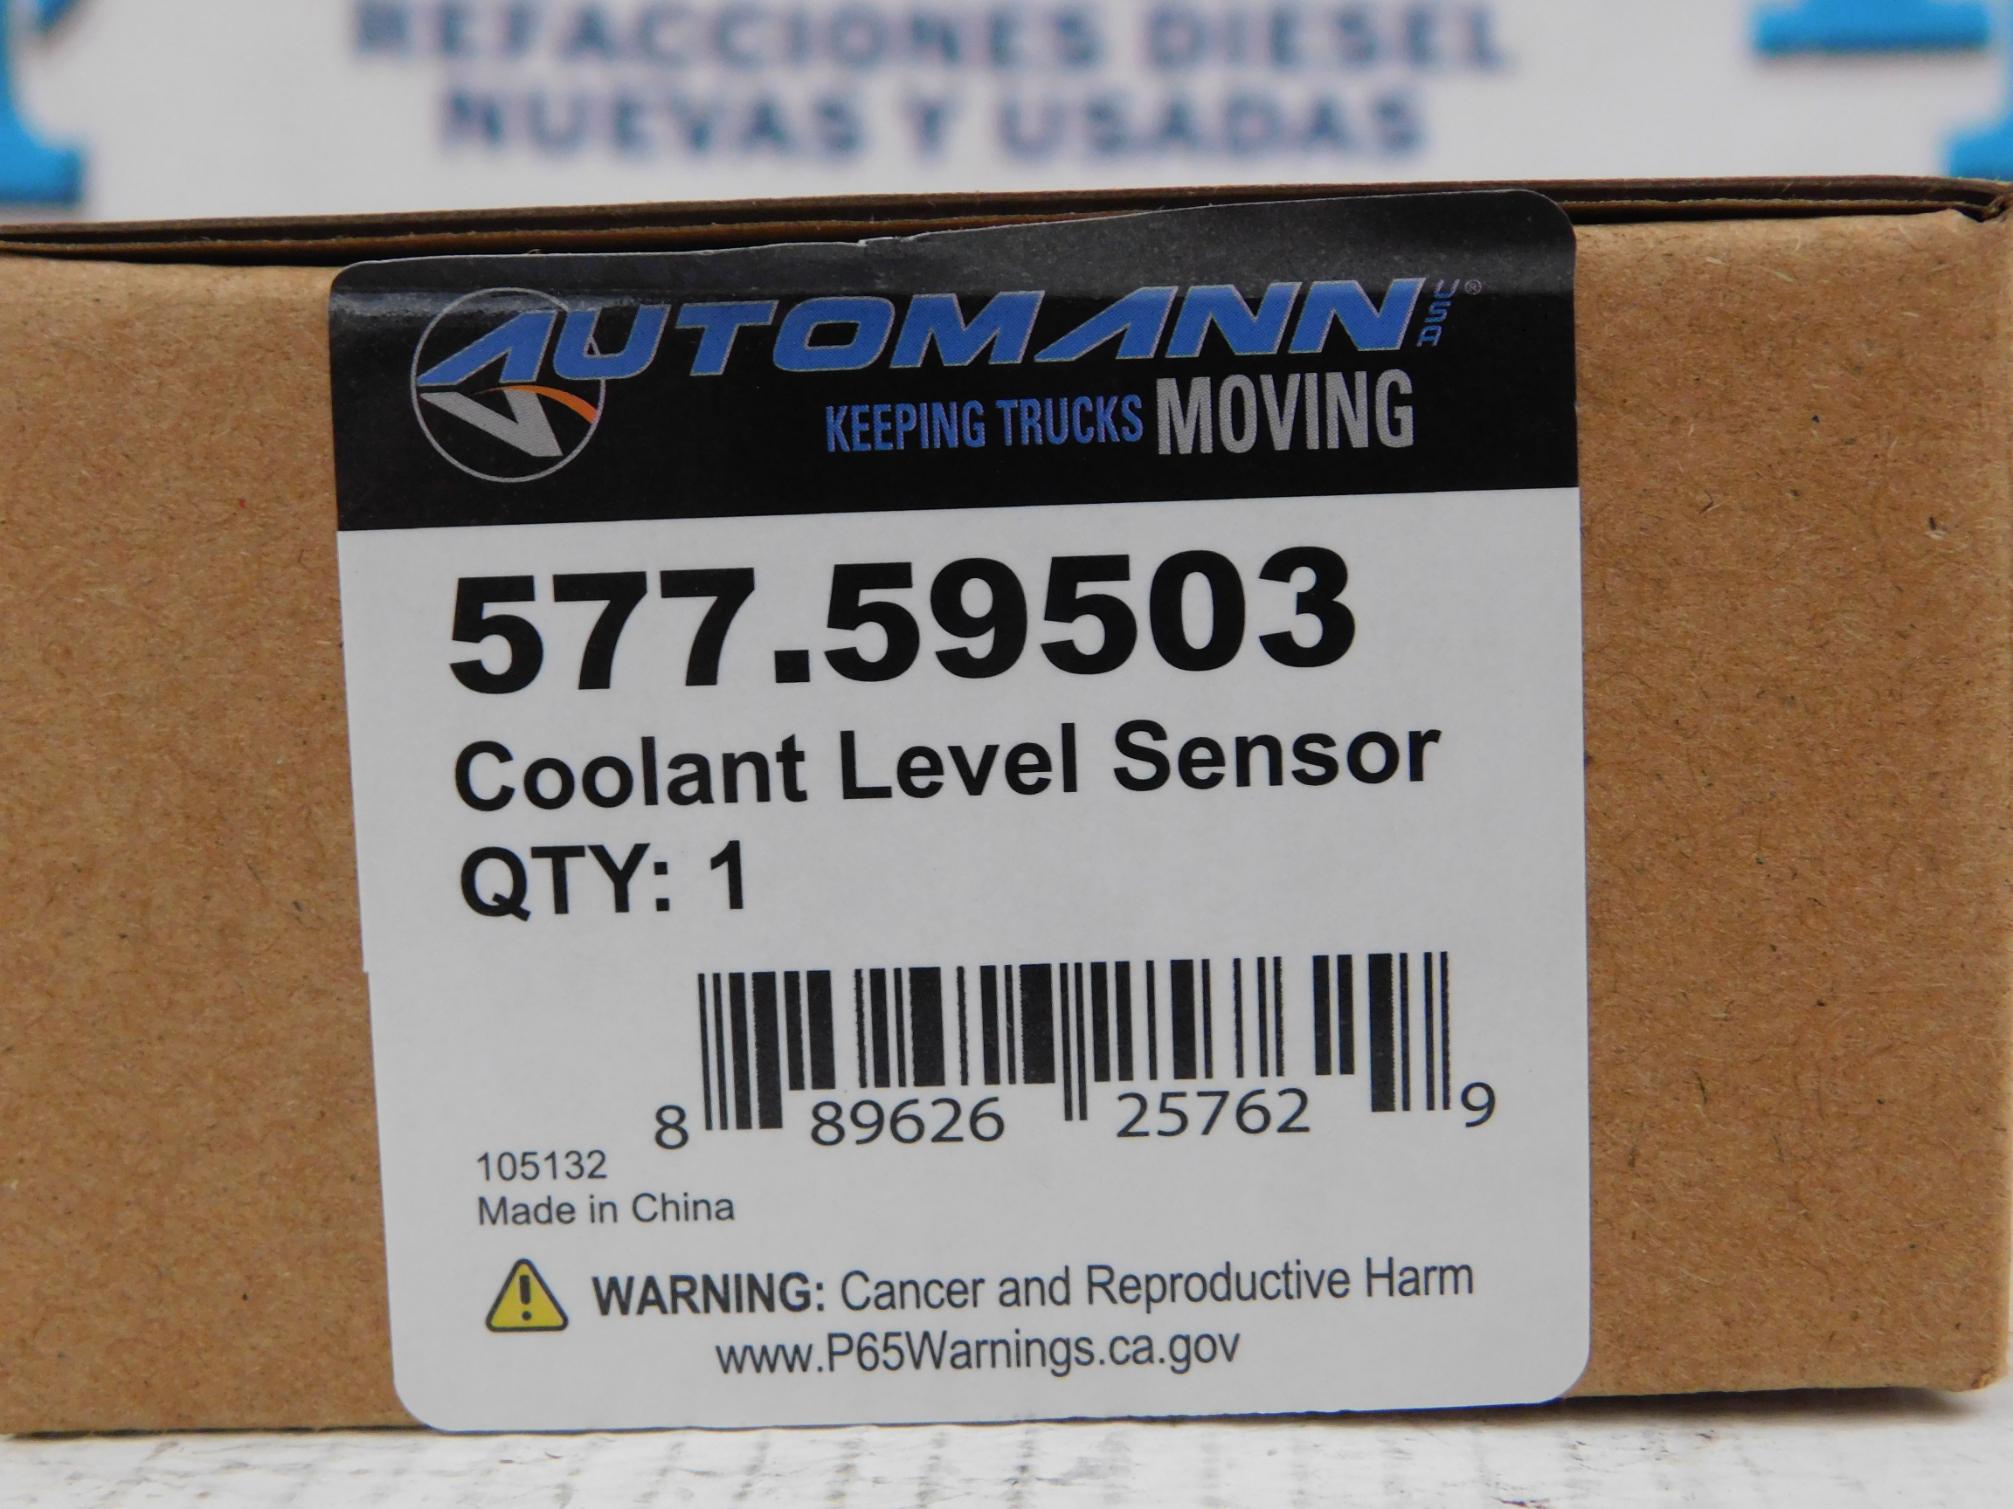 REFACCIONES DIESEL
NUEVAS Y USADAS
AUTOMANN USA®
KEEPING TRUCKS MOVING
577.59503
Coolant Level Sensor
QTY: 1
8 89626 25762 9
105132
Made in China
WARNING: Cancer and Reproductive Harm
www.P65Warnings.ca.gov